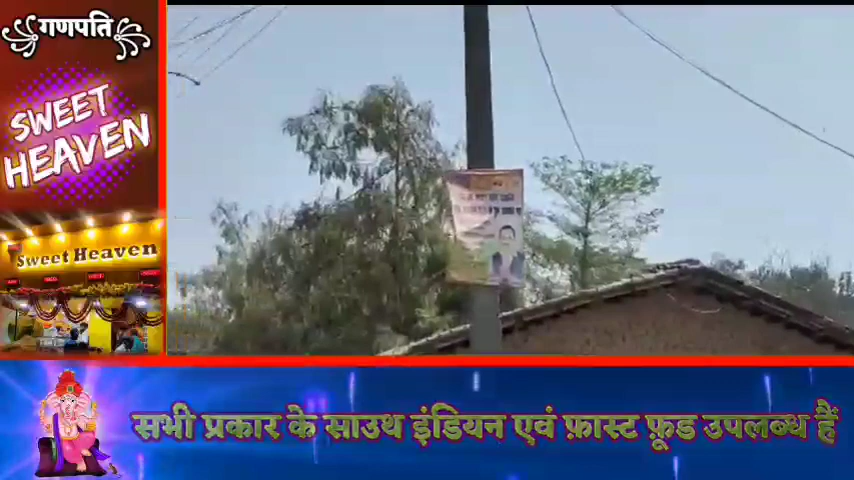 गणपति
SWEET
HEAVEN
Sweet HEAVEN
सभी प्रकार के साउथ इंडियन एवं फ़ास्ट फ़ूड उपलब्ध हैं